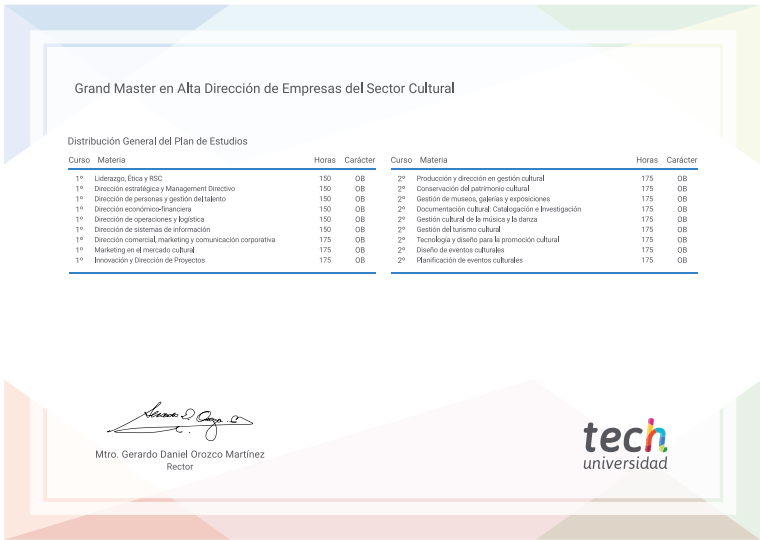 Grand Master en Alta Dirección de Empresas del Sector Cultural
Distribución General del Plan de Estudios
Curso Materia Horas Carácter
1º Liderazgo, Ética y RSC 150 OB
1º Dirección estratégica y Management Directivo 150 OB
1º Dirección de personas y gestión del talento 150 OB
1º Dirección económico-financiera 150 OB
1º Dirección de operaciones y logística 150 OB
1º Dirección de sistemas de información 150 OB
1º Dirección comercial, marketing y comunicación corporativa 175 OB
1º Marketing en el mercado cultural 175 OB
1º Innovación y Dirección de Proyectos 175 OB
Curso Materia Horas Carácter
2º Producción y dirección en gestión cultural 175 OB
2º Conservación del patrimonio cultural 175 OB
2º Gestión de museos, galerías y exposiciones 175 OB
2º Documentación cultural: Catalogación e Investigación 175 OB
2º Gestión cultural de la música y la danza 175 OB
2º Gestión del turismo cultural 175 OB
2º Tecnología y diseño para la promoción cultural 175 OB
2º Diseño de eventos culturales 175 OB
2º Planificación de eventos culturales 175 OB
Mtro. Gerardo Daniel Orozco Martínez
Rector
tech
universidad